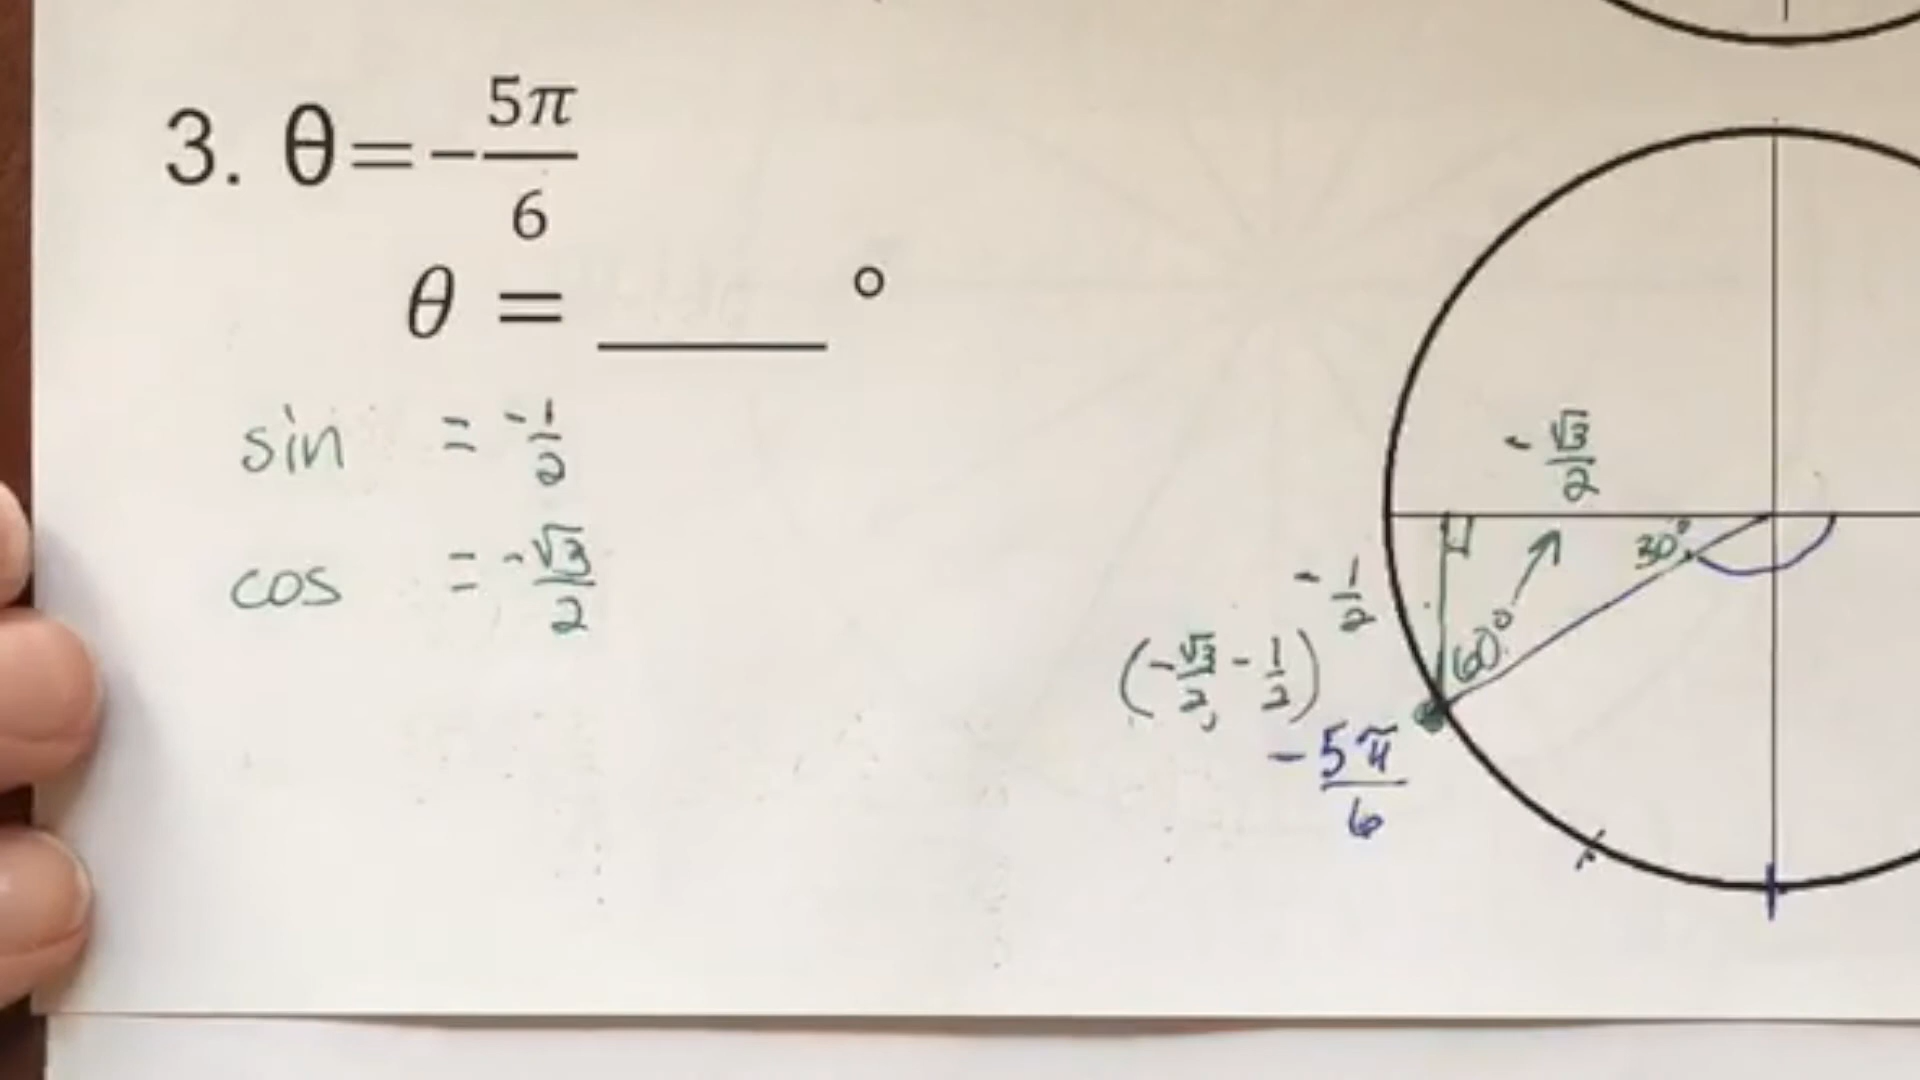 3. θ = -5π/6
θ = ____ °
sin = -1/2
cos = -√3/2
-√3/2
30°
-1/2
60°
(-√3/2, -1/2)
-5π/6